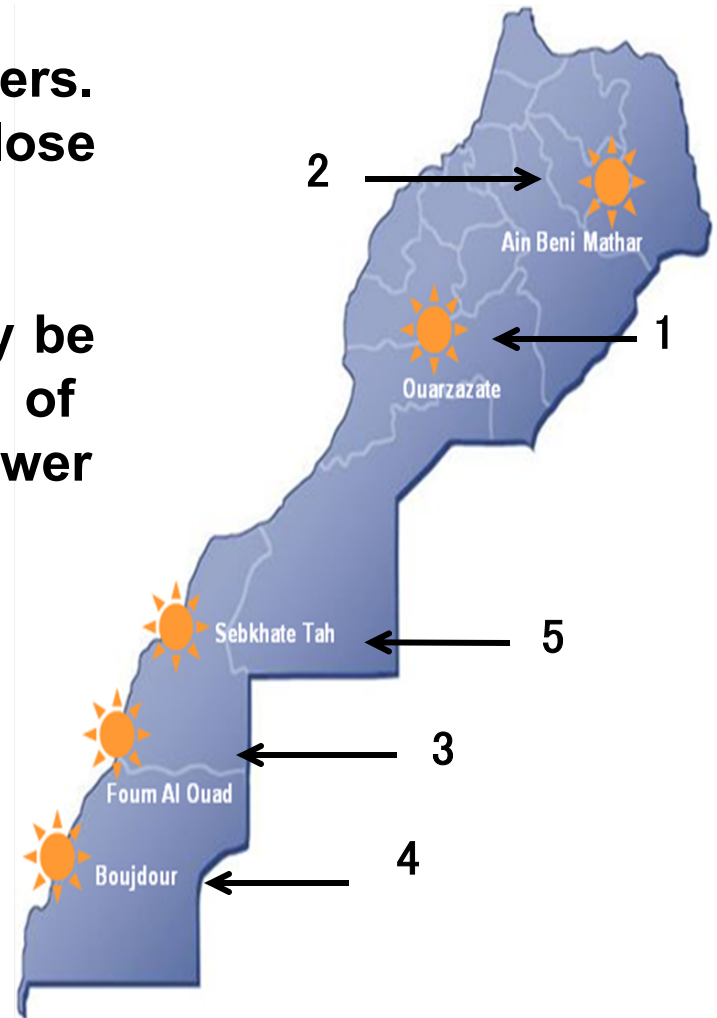 ers.
lose
2
Ain Beni Mathar
y be
1
of
Ouarzazate
wer
Sebkhate Tah
5
3
Foum Al Ouad
4
Boujdour